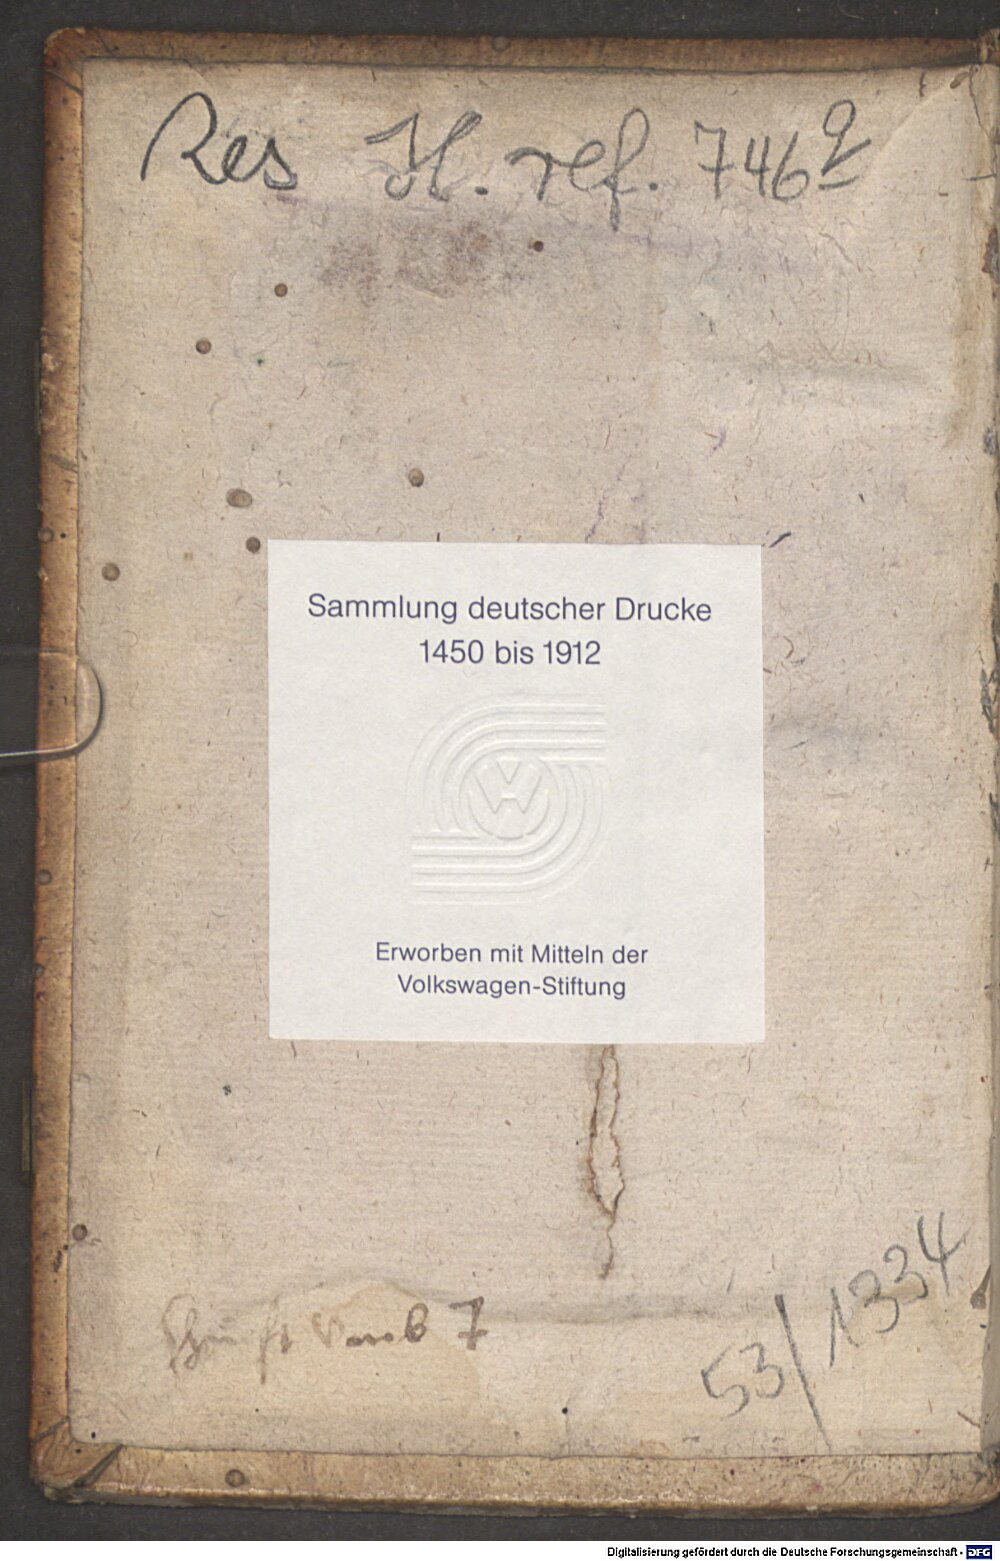 Res H. ref. 746 q
Sammlung deutscher Drucke
1450 bis 1912
Erworben mit Mitteln der
Volkswagen-Stiftung
53/1334
Digitalisierung gefördert durch die Deutsche Forschungsgemeinschaft - DFG